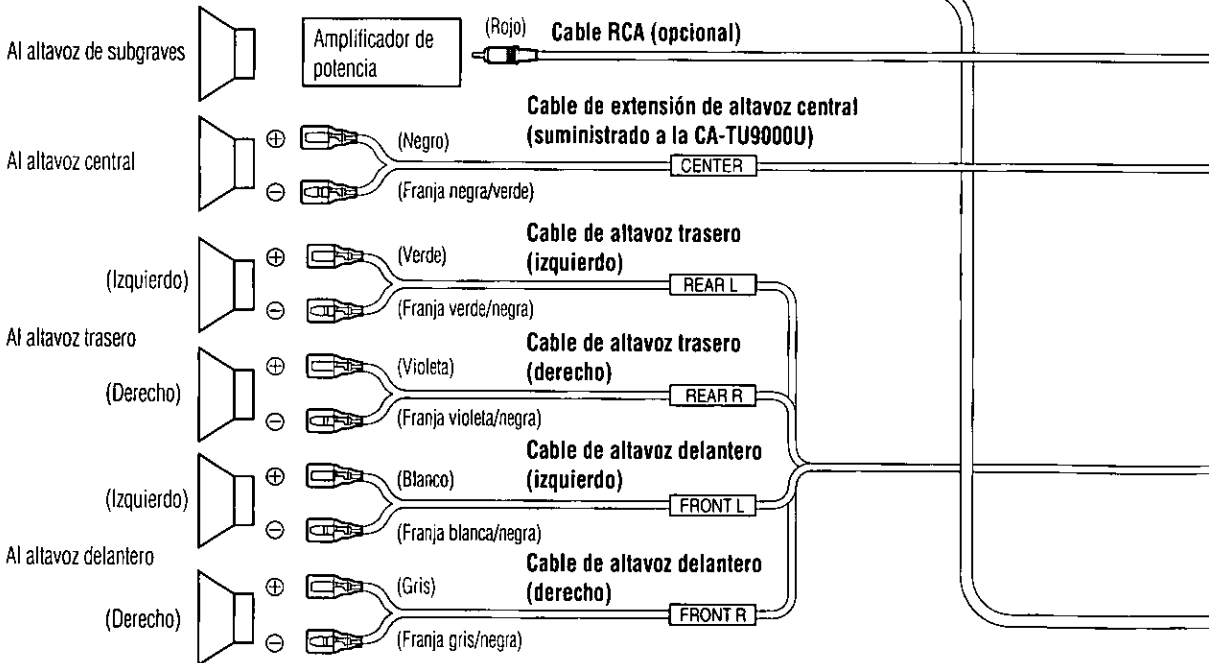 Al altavoz de subgraves
Amplificador de
potencia
(Rojo)
Cable RCA (opcional)
Al altavoz central
⊕
(Negro)
⊖
(Franja negra/verde)
Cable de extensión de altavoz central
(suministrado a la CA-TU9000U)
CENTER
Al altavoz trasero
(Izquierdo)
⊕
(Verde)
⊖
(Franja verde/negra)
Cable de altavoz trasero
(izquierdo)
REAR L
(Derecho)
⊕
(Violeta)
⊖
(Franja violeta/negra)
Cable de altavoz trasero
(derecho)
REAR R
Al altavoz delantero
(Izquierdo)
⊕
(Blanco)
⊖
(Franja blanca/negra)
Cable de altavoz delantero
(izquierdo)
FRONT L
(Derecho)
⊕
(Gris)
⊖
(Franja gris/negra)
Cable de altavoz delantero
(derecho)
FRONT R